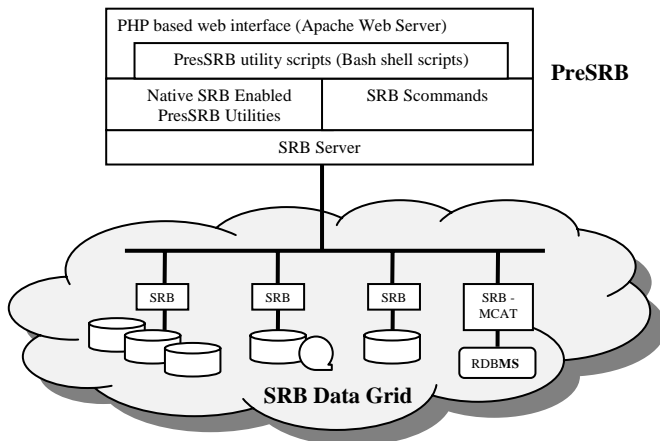 PHP based web interface (Apache Web Server)
PresSRB utility scripts (Bash shell scripts)
PreSRB
Native SRB Enabled
PresSRB Utilities
SRB Scommands
SRB Server
SRB
SRB
SRB
SRB -
MCAT
RDBMS
SRB Data Grid